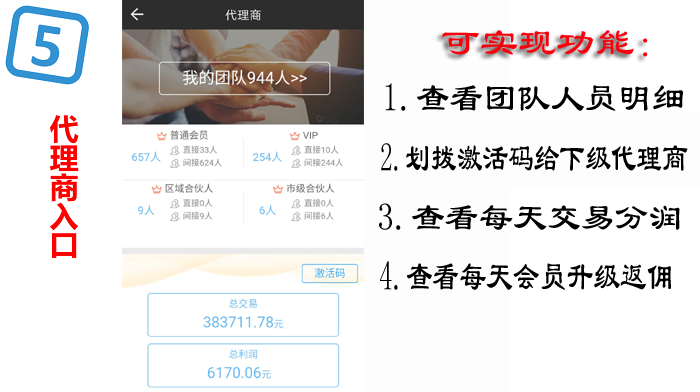 5
代理商入口
代理商
我的团队944人>>
普通会员
657人
直接33人
间接624人
VIP
254人
直接10人
间接244人
区域合伙人
9人
直接0人
间接9人
市级合伙人
6人
直接0人
间接6人
激活码
总交易
383711.78元
总利润
6170.06元
可实现功能:
1.查看团队人员明细
2.划拨激活码给下级代理商
3.查看每天交易分润
4.查看每天会员升级返佣